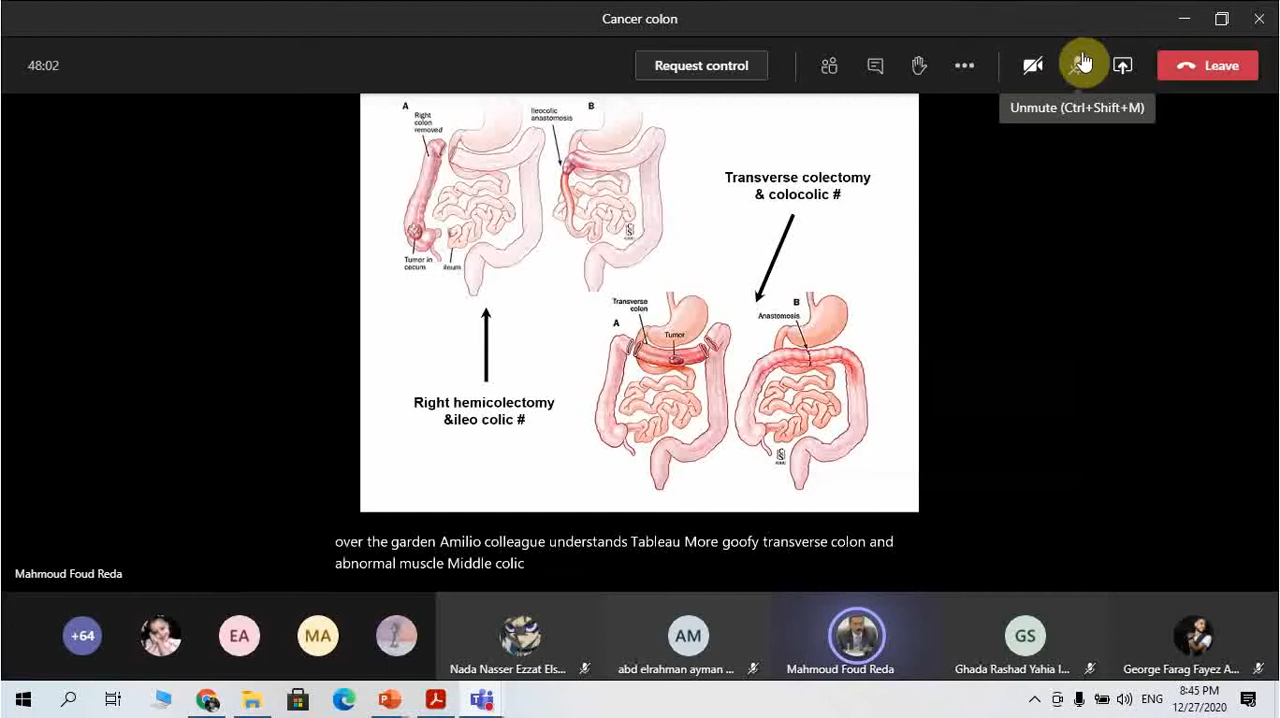 Cancer colon
48:02
Request control
Leave
Unmute (Ctrl+Shift+M)
A
Right
colon
removed
Ileocolic
anastomosis
B
Tumor in
cecum
ileum
Transverse colectomy
& colocolic #
Right hemicolectomy
&ileo colic #
Transverse
colon
A
Tumor
B
Anastomosis
over the garden Amilio colleague understands Tableau More goofy transverse colon and
abnormal muscle Middle colic
Mahmoud Foud Reda
+64
EA
MA
AM
GS
Nada Nasser Ezzat Els...
abd elrahman ayman ...
Mahmoud Foud Reda
Ghada Rashad Yahia I...
George Farag Fayez A...
ENG
8:45 PM
12/27/2020